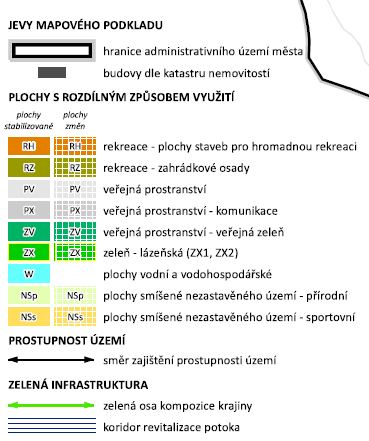 JEVY MAPOVÉHO PODKLADU
hranice administrativního území města
budovy dle katastru nemovitostí
PLOCHY S ROZDÍLNÝM ZPŮSOBEM VYUŽITÍ
plochy stabilizované
plochy změn
RH RH rekreace - plochy staveb pro hromadnou rekreaci
RZ RZ rekreace - zahrádkové osady
PV PV veřejná prostranství
PX PX veřejná prostranství - komunikace
ZV ZV veřejná prostranství - veřejná zeleň
ZX ZX zeleň - lázeňská (ZX1, ZX2)
W plochy vodní a vodohospodářské
NSp NSp plochy smíšené nezastavěného území - přírodní
NSs NSs plochy smíšené nezastavěného území - sportovní
PROSTUPNOST ÚZEMÍ
směr zajištění prostupnosti území
ZELENÁ INFRASTRUKTURA
zelená osa kompozice krajiny
koridor revitalizace potoka